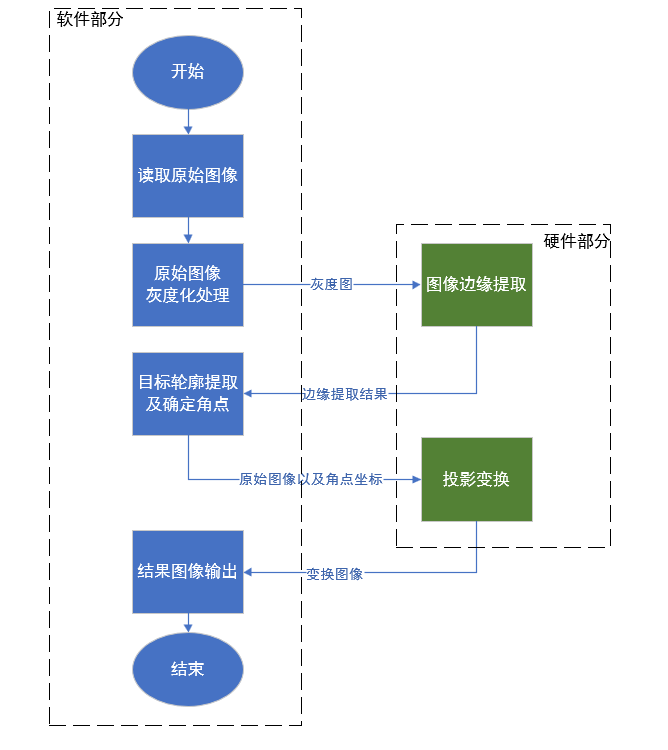 软件部分
开始
读取原始图像
硬件部分
原始图像
灰度化处理
灰度图
图像边缘提取
目标轮廓提取
及确定角点
边缘提取结果
原始图像以及角点坐标
投影变换
结果图像输出
变换图像
结束